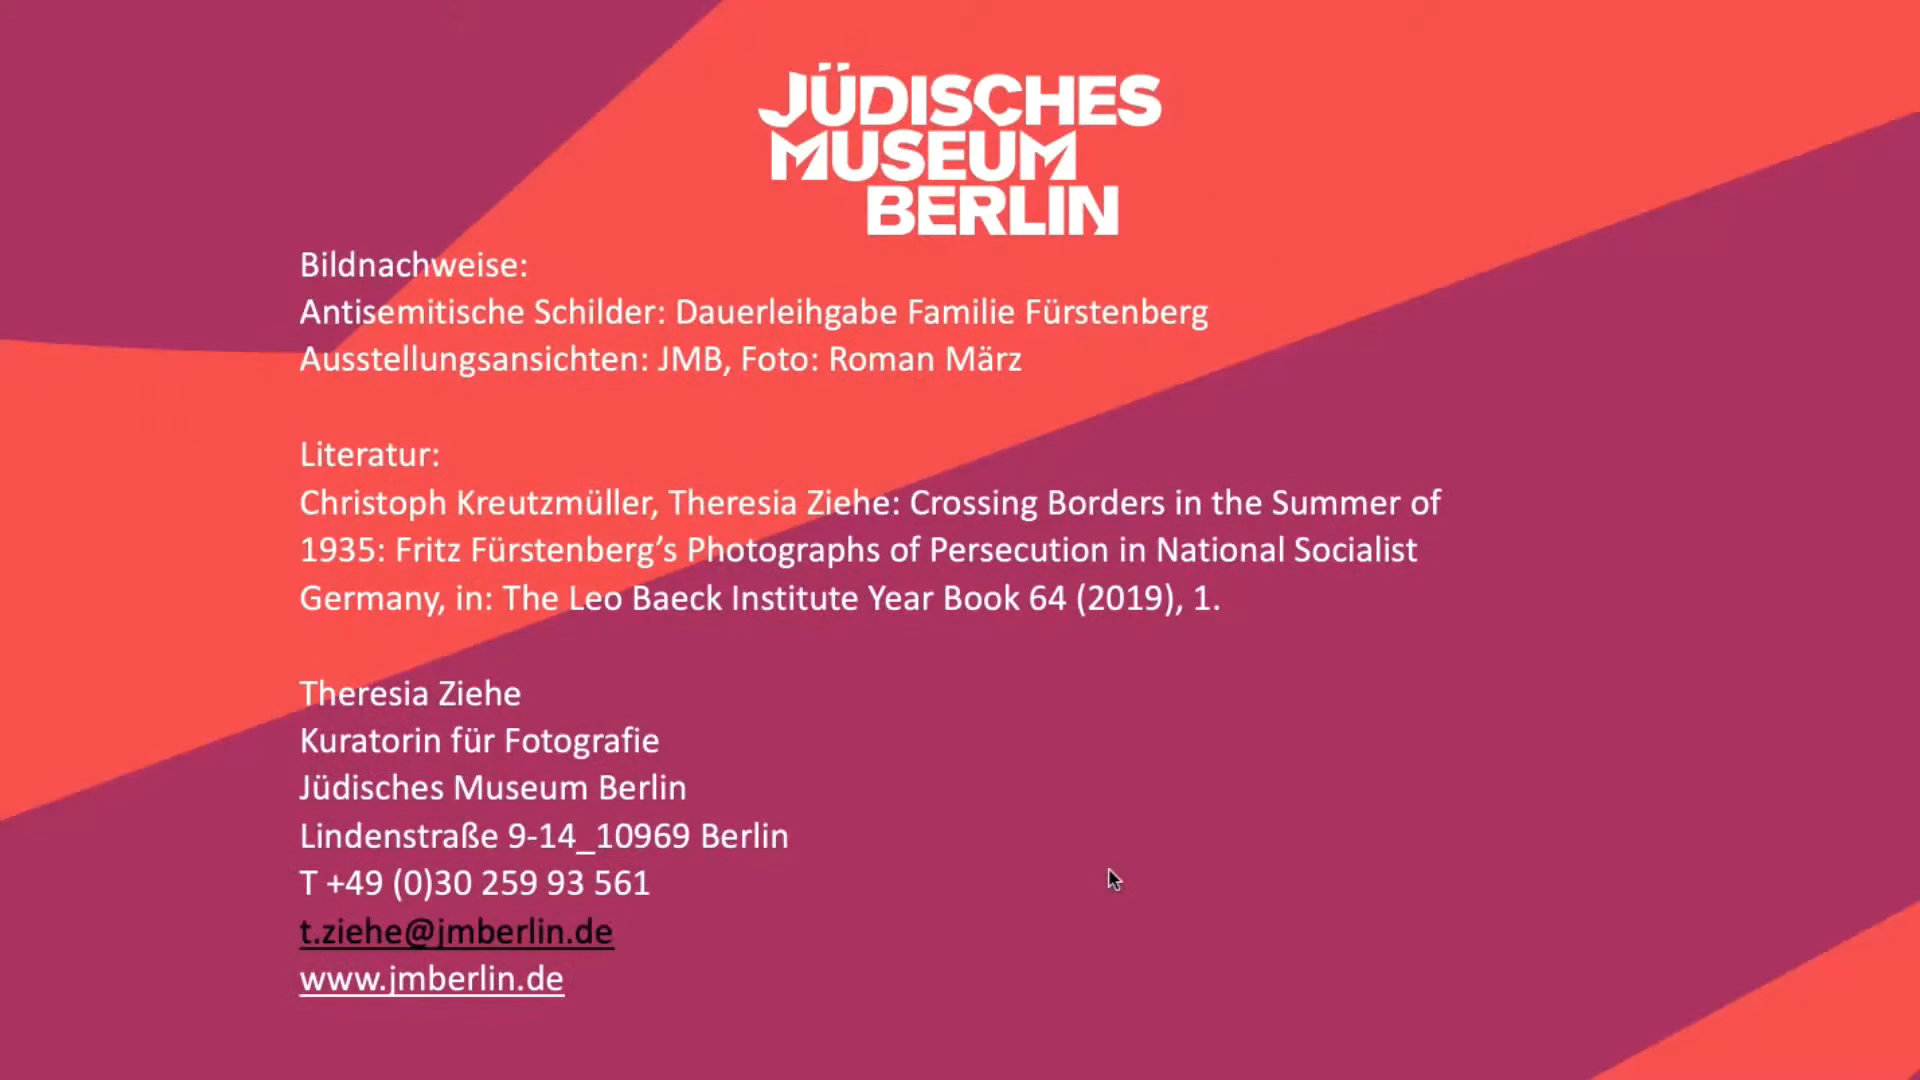 JÜDISCHES
MUSEUM
BERLIN
Bildnachweise:
Antisemitische Schilder: Dauerleihgabe Familie Fürstenberg
Ausstellungsansichten: JMB, Foto: Roman März
Literatur:
Christoph Kreutzmüller, Theresia Ziehe: Crossing Borders in the Summer of
1935: Fritz Fürstenberg’s Photographs of Persecution in National Socialist
Germany, in: The Leo Baeck Institute Year Book 64 (2019), 1.
Theresia Ziehe
Kuratorin für Fotografie
Jüdisches Museum Berlin
Lindenstraße 9-14_10969 Berlin
T +49 (0)30 259 93 561
t.ziehe@jmberlin.de
www.jmberlin.de